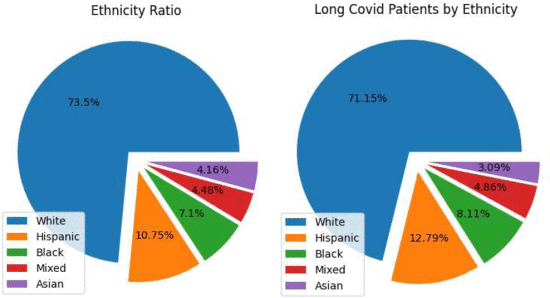 Ethnicity Ratio
73.5%
4.16%
4.48%
7.1%
10.75%
White
Hispanic
Black
Mixed
Asian
Long Covid Patients by Ethnicity
71.15%
3.09%
4.86%
8.11%
12.79%
White
Hispanic
Black
Mixed
Asian